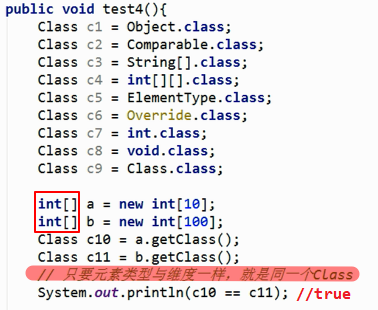 public void test4(){
Class c1 = Object.class;
Class c2 = Comparable.class;
Class c3 = String[].class;
Class c4 = int[][].class;
Class c5 = ElementType.class;
Class c6 = Override.class;
Class c7 = int.class;
Class c8 = void.class;
Class c9 = Class.class;
int[] a = new int[10];
int[] b = new int[100];
Class c10 = a.getClass();
Class c11 = b.getClass();
// 只要元素类型与维度一样，就是同一个Class
System.out.println(c10 == c11); //true